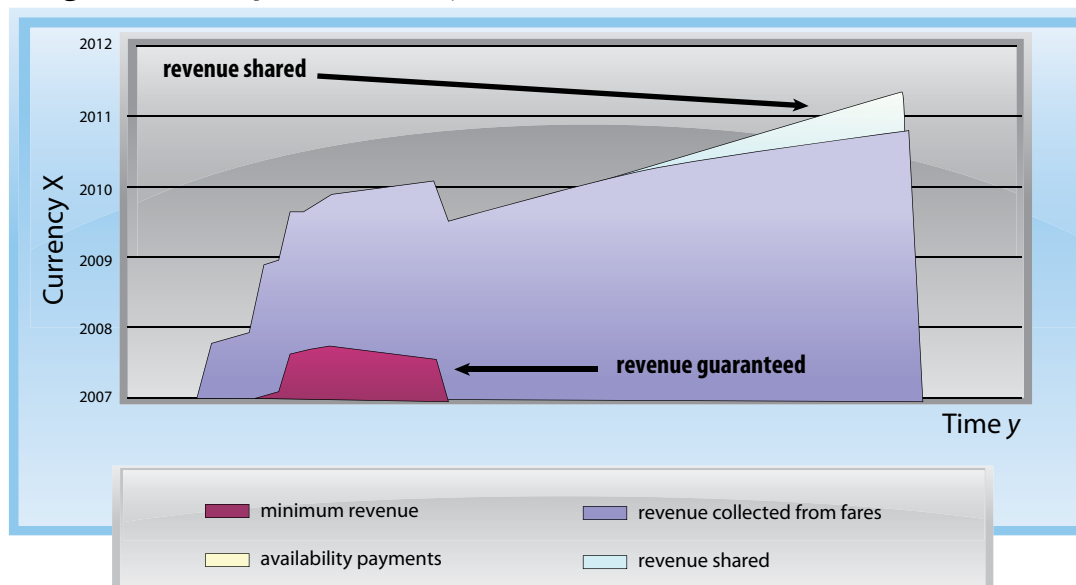 2012
revenue shared
2011
2010
Currency X
2009
2008
revenue guaranteed
2007
Time y
minimum revenue
revenue collected from fares
availability payments
revenue shared